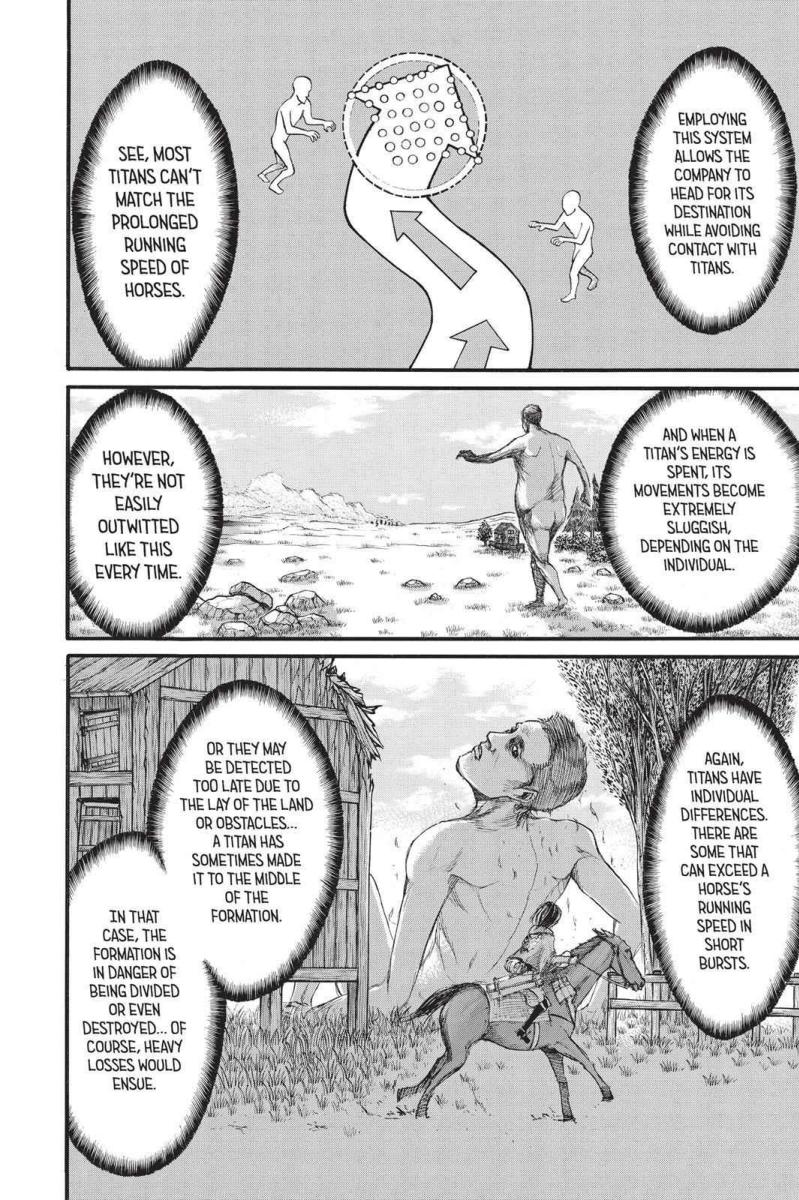 EMPLOYING
THIS SYSTEM
ALLOWS THE
COMPANY TO
HEAD FOR ITS
DESTINATION
WHILE AVOIDING
CONTACT WITH
TITANS.
SEE, MOST
TITANS CAN'T
MATCH THE
PROLONGED
RUNNING
SPEED OF
HORSES.
AND WHEN A
TITAN'S ENERGY IS
SPENT, ITS
MOVEMENTS BECOME
EXTREMELY
SLUGGISH,
DEPENDING ON THE
INDIVIDUAL.
HOWEVER,
THEY'RE NOT
EASILY
OUTWITTED
LIKE THIS
EVERY TIME.
AGAIN,
TITANS HAVE
INDIVIDUAL
DIFFERENCES.
THERE ARE
SOME THAT
CAN EXCEED A
HORSE'S
RUNNING
SPEED IN
SHORT
BURSTS.
OR THEY MAY
BE DETECTED
TOO LATE DUE TO
THE LAY OF THE LAND
OR OBSTACLES...
A TITAN HAS
SOMETIMES MADE
IT TO THE MIDDLE
OF THE
FORMATION.
IN THAT
CASE, THE
FORMATION IS
IN DANGER OF
BEING DIVIDED
OR EVEN
DESTROYED... OF
COURSE, HEAVY
LOSSES WOULD
ENSUE.